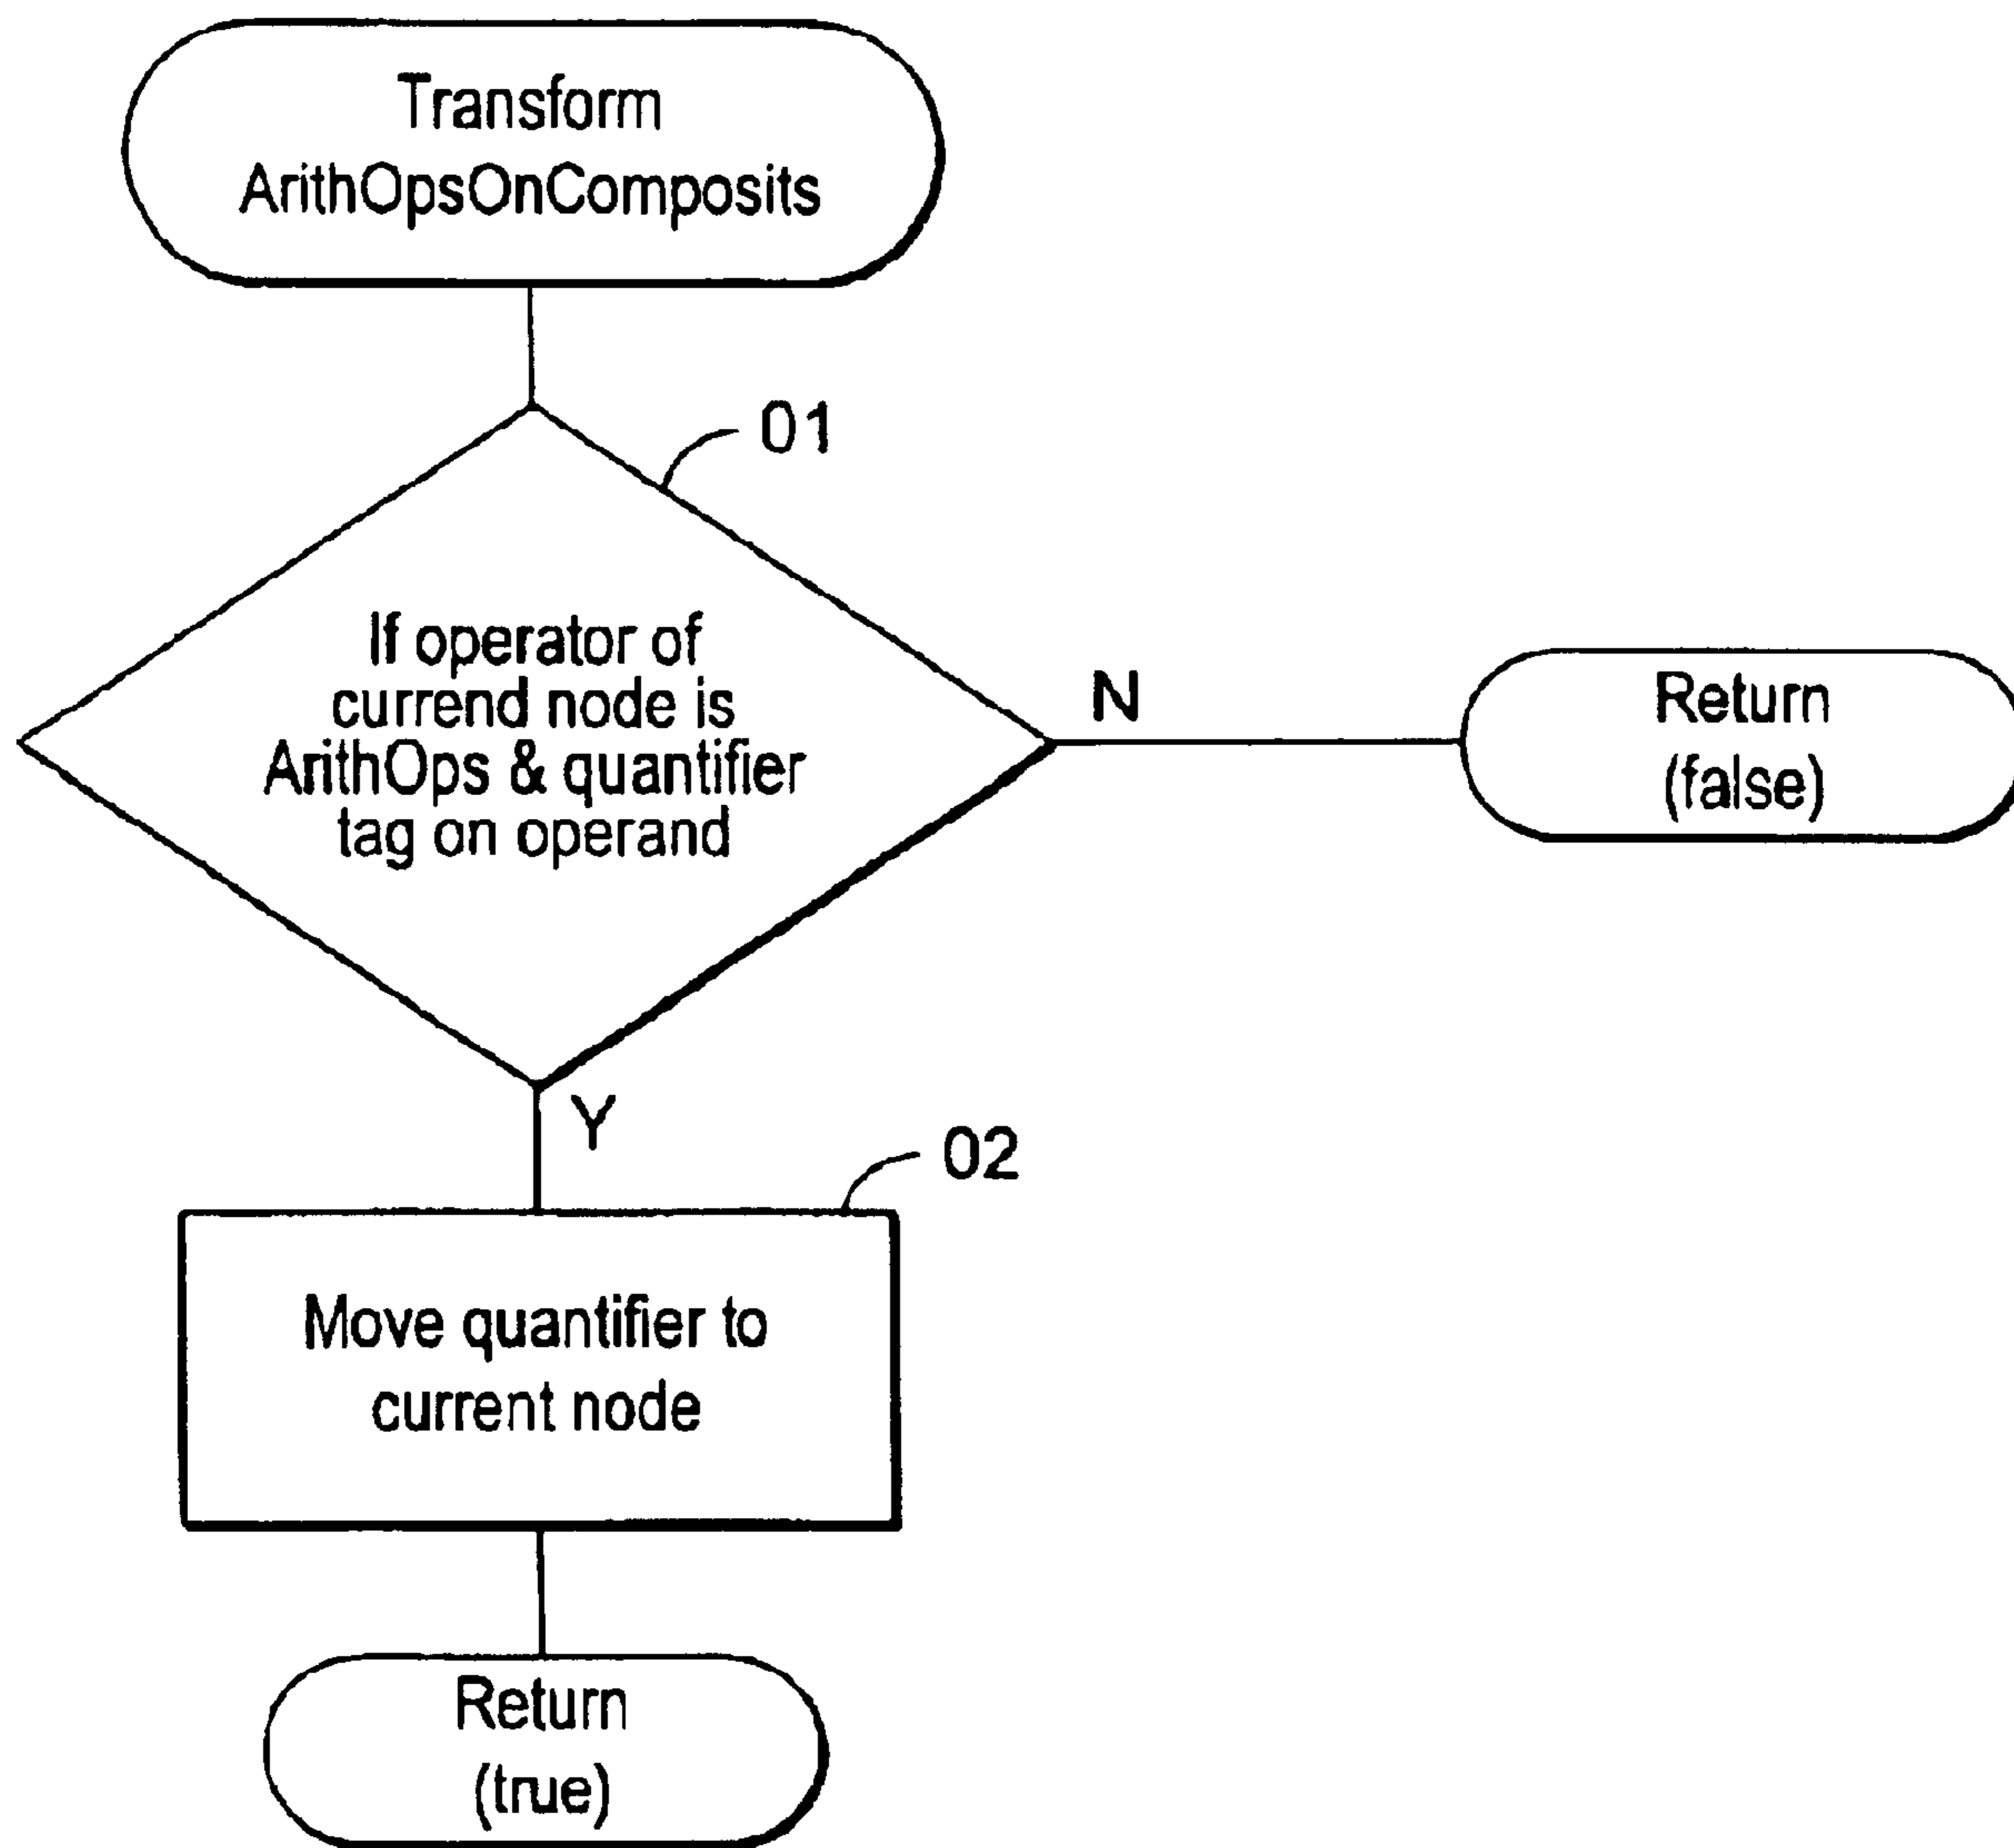 Transform
ArithOpsOnComposits
01
If operator of
currend node is
ArithOps & quantifier
tag on operand
N
Return
(false)
Y
02
Move quantifier to
current node
Return
(true)